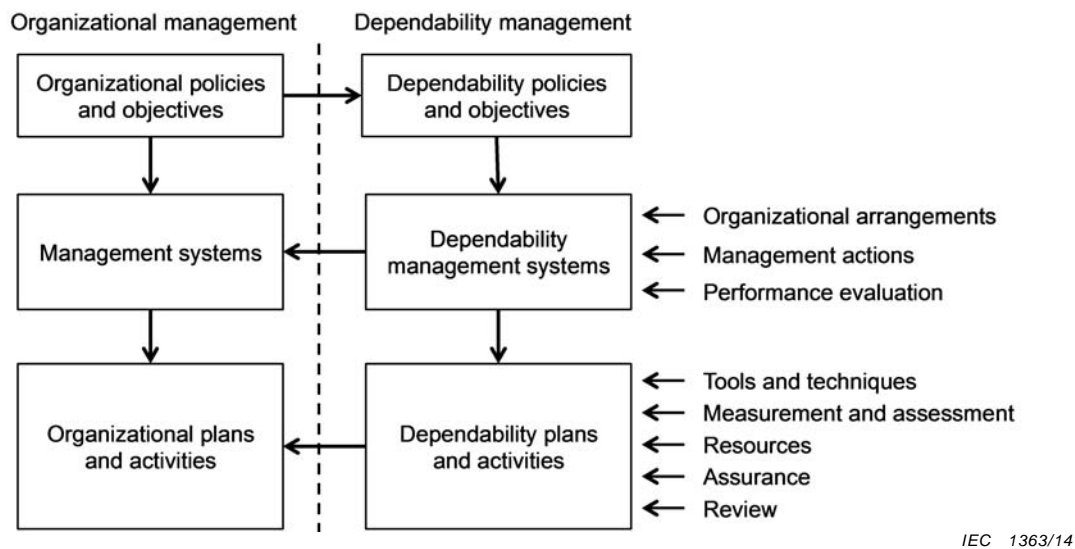 Organizational management
Dependability management
Organizational policies
and objectives
Dependability policies
and objectives
Management systems
Dependability
management systems
Organizational arrangements
Management actions
Performance evaluation
Organizational plans
and activities
Dependability plans
and activities
Tools and techniques
Measurement and assessment
Resources
Assurance
Review
IEC 1363/14